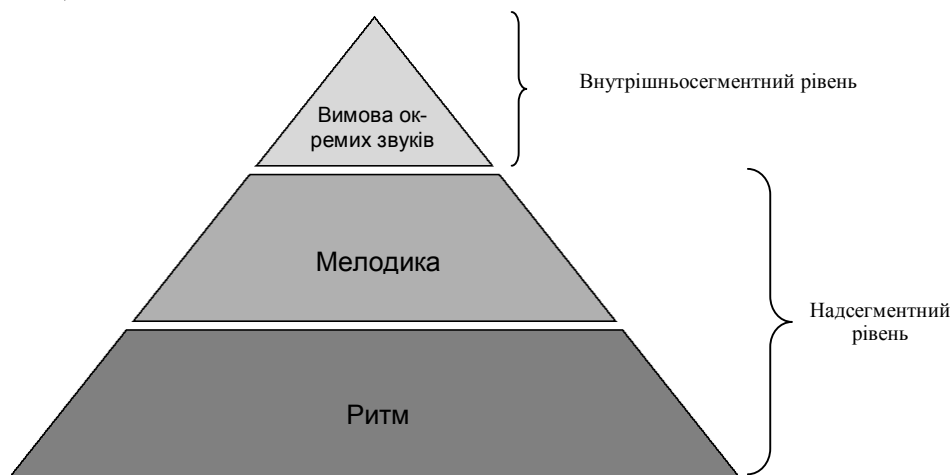 Вимова ок-
ремих звуків
Внутрішньосегментний рівень
Мелодика
Надсегментний
рівень
Ритм